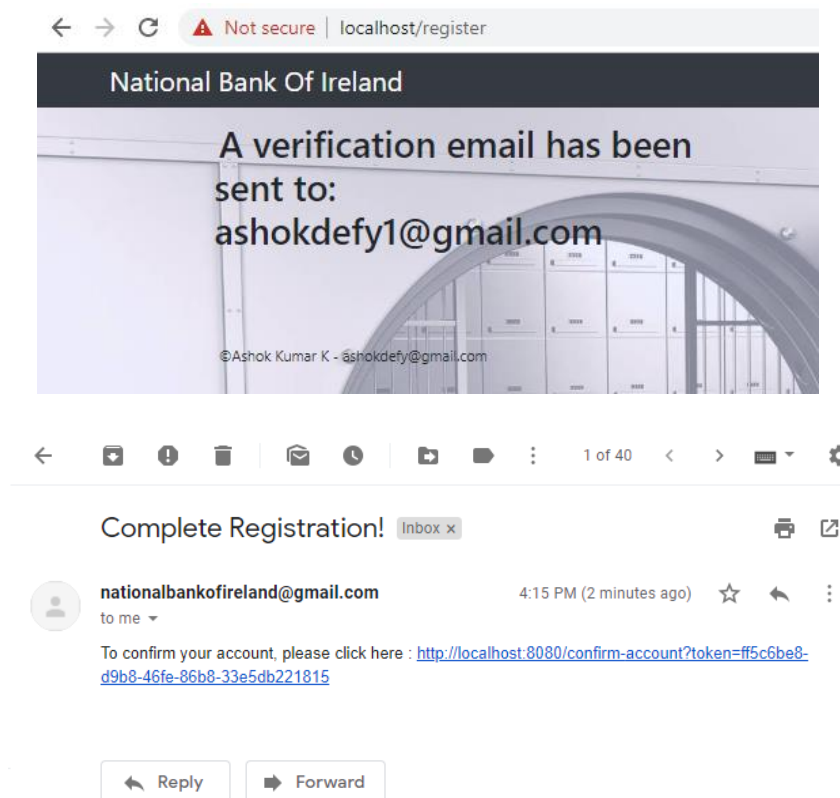 Not secure | localhost/register
National Bank Of Ireland
A verification email has been
sent to:
ashokdefy1@gmail.com
©Ashok Kumar K - ashokdefy@gmail.com
1 of 40
Complete Registration! Inbox x
nationalbankofireland@gmail.com 4:15 PM (2 minutes ago)
to me
To confirm your account, please click here : http://localhost:8080/confirm-account?token=ff5c6be8-
d9b8-46fe-86b8-33e5db221815
Reply Forward